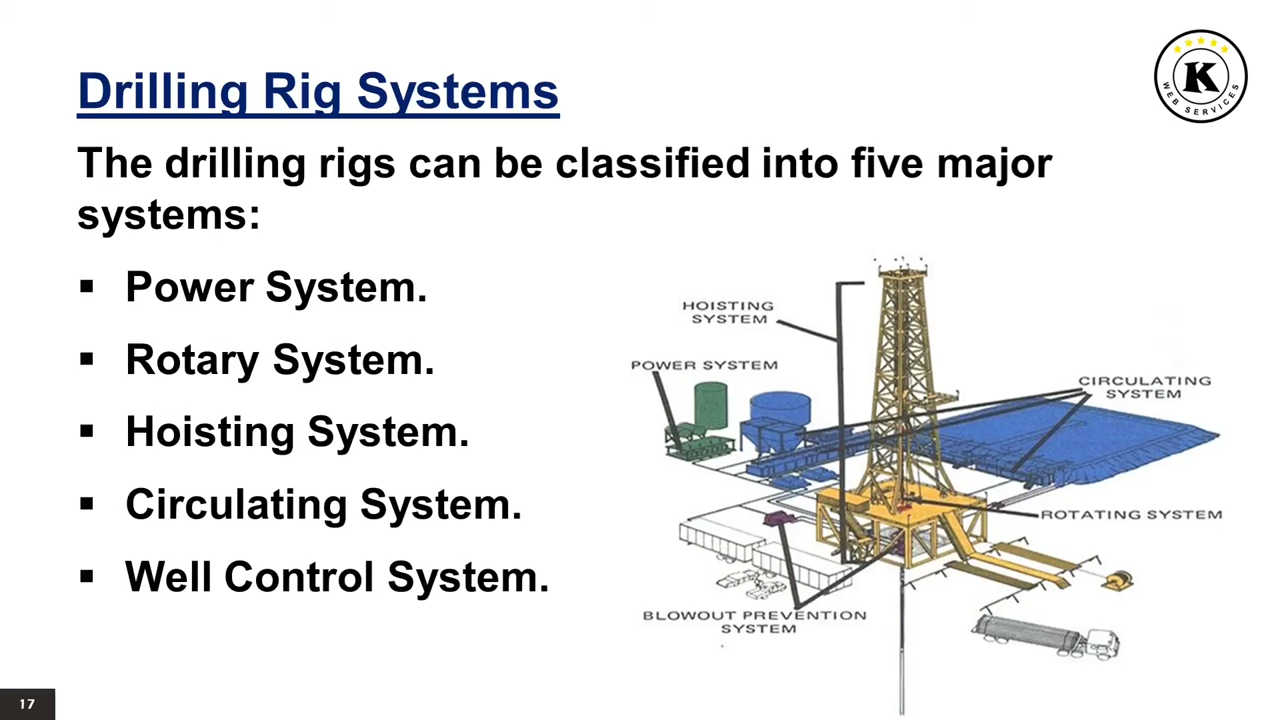 Drilling Rig Systems
K
WEB SERVICES
The drilling rigs can be classified into five major
systems:
▪ Power System.
▪ Rotary System.
▪ Hoisting System.
▪ Circulating System.
▪ Well Control System.
HOISTING
SYSTEM
POWER SYSTEM
CIRCULATING
SYSTEM
ROTATING SYSTEM
BLOWOUT PREVENTION
SYSTEM
17